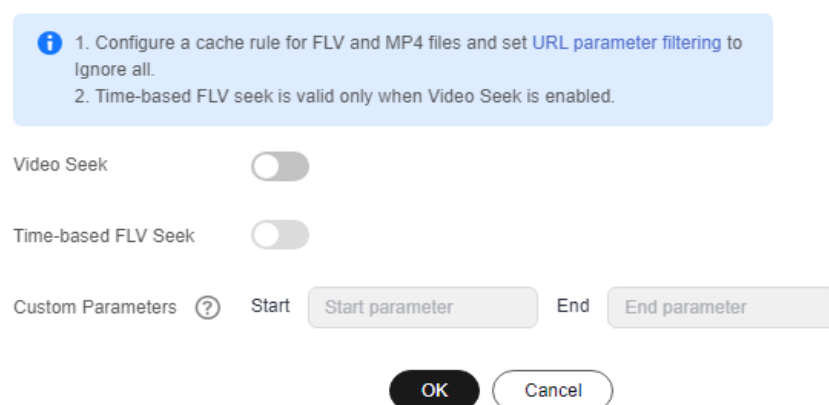 1. Configure a cache rule for FLV and MP4 files and set URL parameter filtering to
Ignore all.
2. Time-based FLV seek is valid only when Video Seek is enabled.
Video Seek
Time-based FLV Seek
Custom Parameters ? Start Start parameter End End parameter
OK Cancel